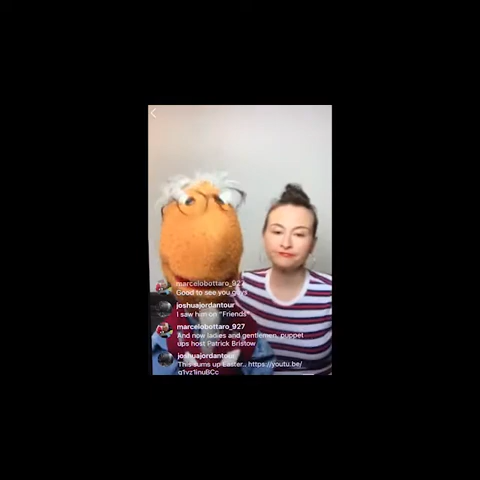 marcelobottaro_927
Good to see you guys
joshuajordantour
I saw him on "Friends"
marcelobottaro_927
And now ladies and gentlemen, puppet
ups host Patrick Bristow
joshuajordantour
This sums up Easter.. https://youtu.be/